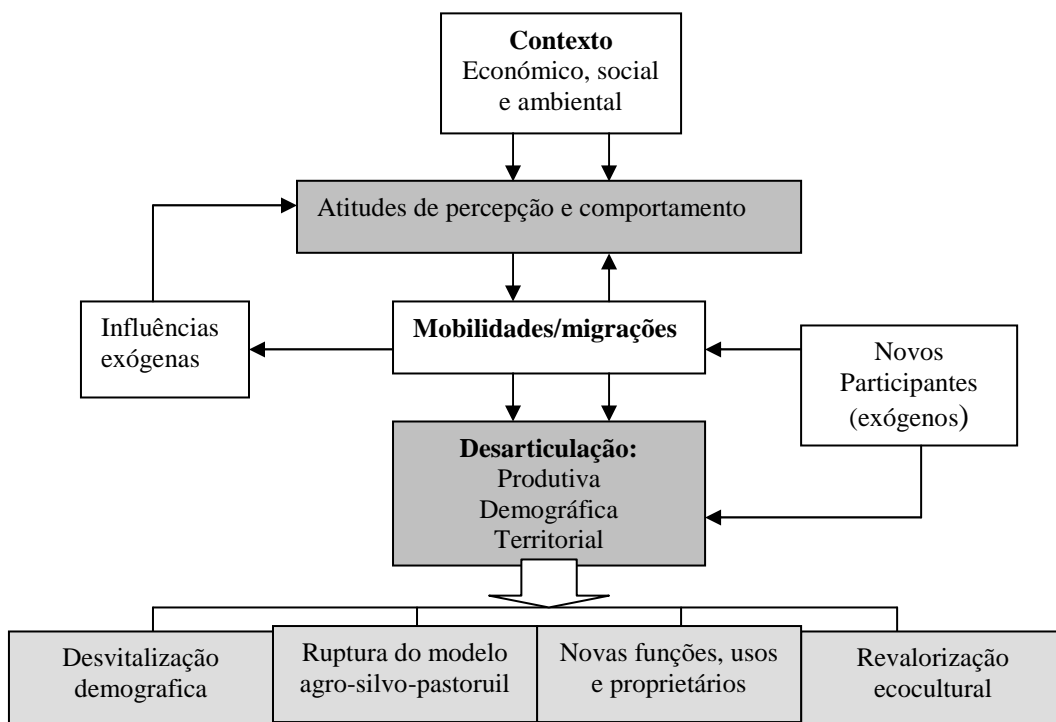 Contexto
Económico, social
e ambiental
Atitudes de percepção e comportamento
Influências
exógenas
Mobilidades/migrações
Novos
Participantes
(exógenos)
Desarticulação:
Produtiva
Demográfica
Territorial
Desvitalização
demografica
Ruptura do modelo
agro-silvo-pastoruil
Novas funções, usos
e proprietários
Revalorização
ecocultural